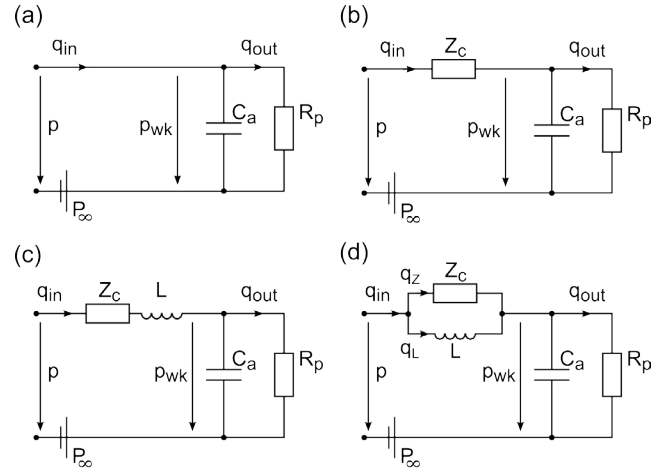 (a)
q_in
q_out
p
p_wk
C_a
R_p
P_∞
(b)
q_in
Z_c
q_out
p
p_wk
C_a
R_p
P_∞
(c)
q_in
Z_c
L
q_out
p
p_wk
C_a
R_p
P_∞
(d)
q_in
q_Z
Z_c
q_L
L
q_out
p
p_wk
C_a
R_p
P_∞